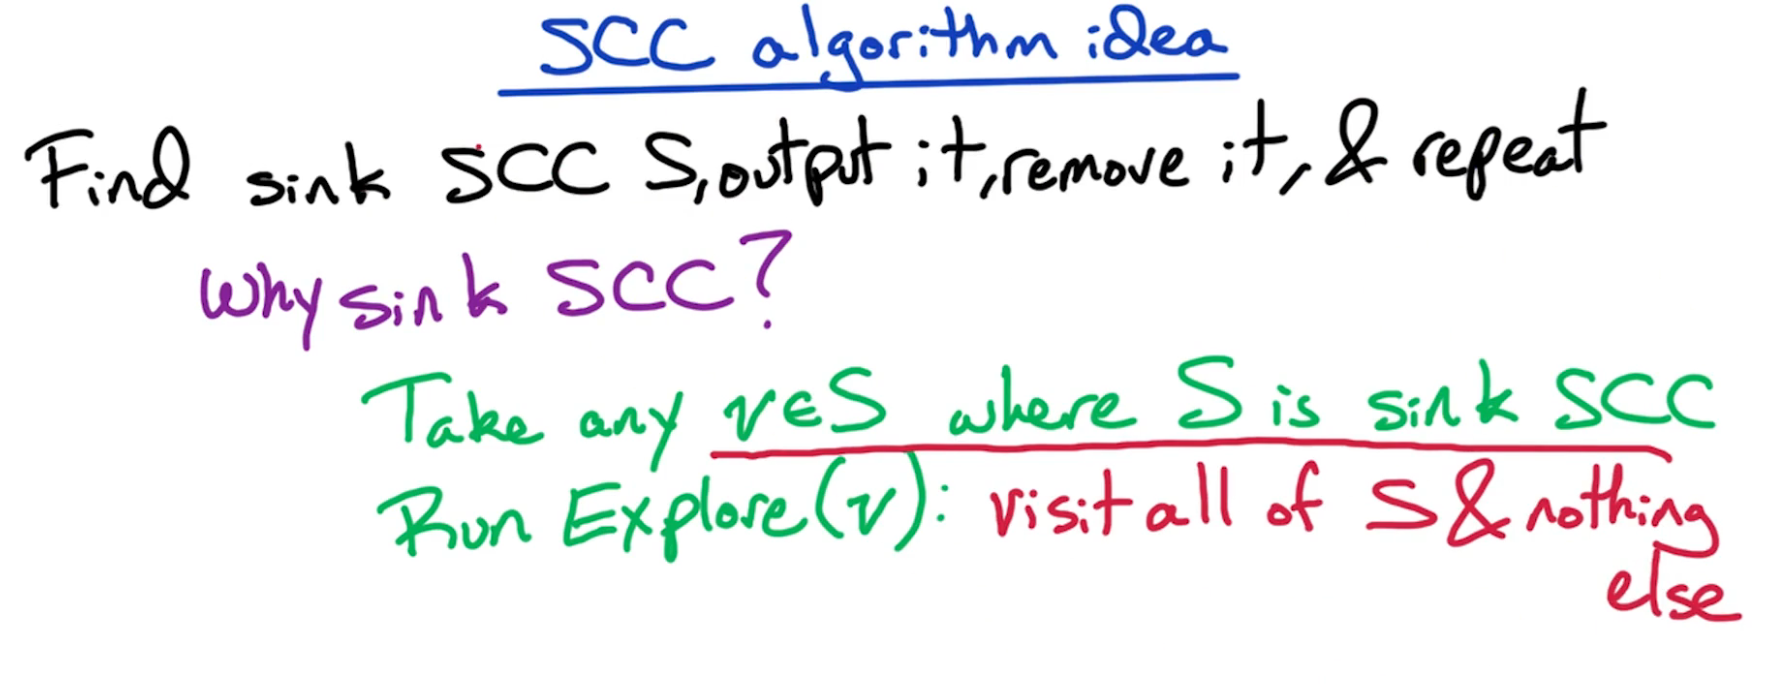 SCC algorithm idea
Find sink SCC S, output it, remove it, & repeat
Why sink SCC?
Take any v∈S where S is sink SCC
Run Explore(v): visit all of S & nothing
else